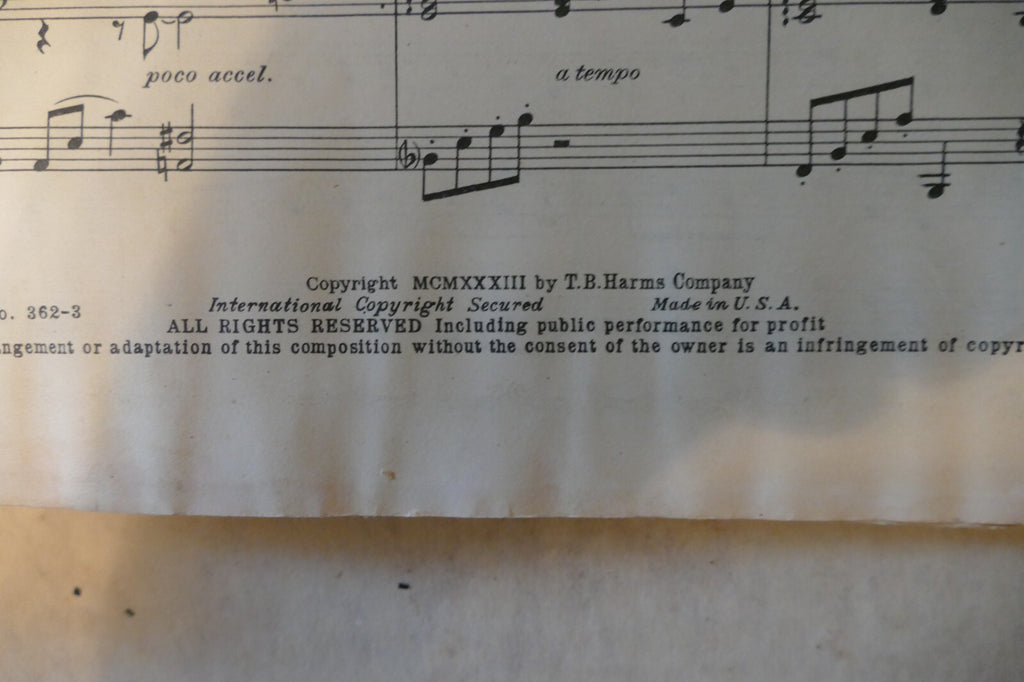 poco accel. a tempo
Copyright MCMXXXIII by T.B.Harms Company
International Copyright Secured Made in U.S.A.
o. 362-3
ALL RIGHTS RESERVED Including public performance for profit
ngement or adaptation of this composition without the consent of the owner is an infringement of copyr